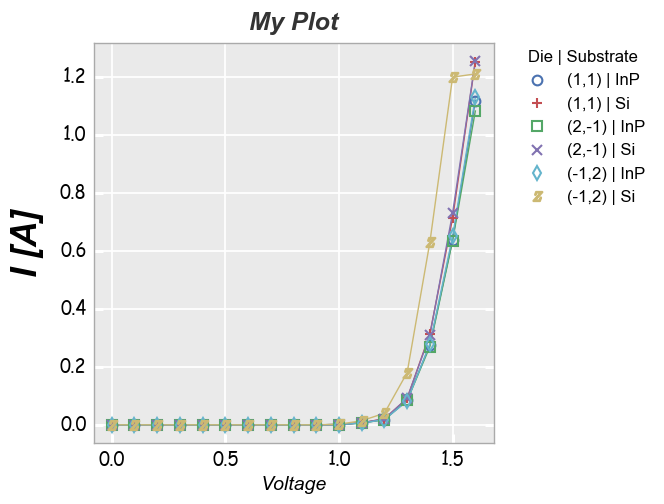 My Plot
Die | Substrate
(1,1) | InP
(1,1) | Si
(2,-1) | InP
(2,-1) | Si
(-1,2) | InP
(-1,2) | Si
I [A]
1.2
1.0
0.8
0.6
0.4
0.2
0.0
0.0 0.5 1.0 1.5
Voltage